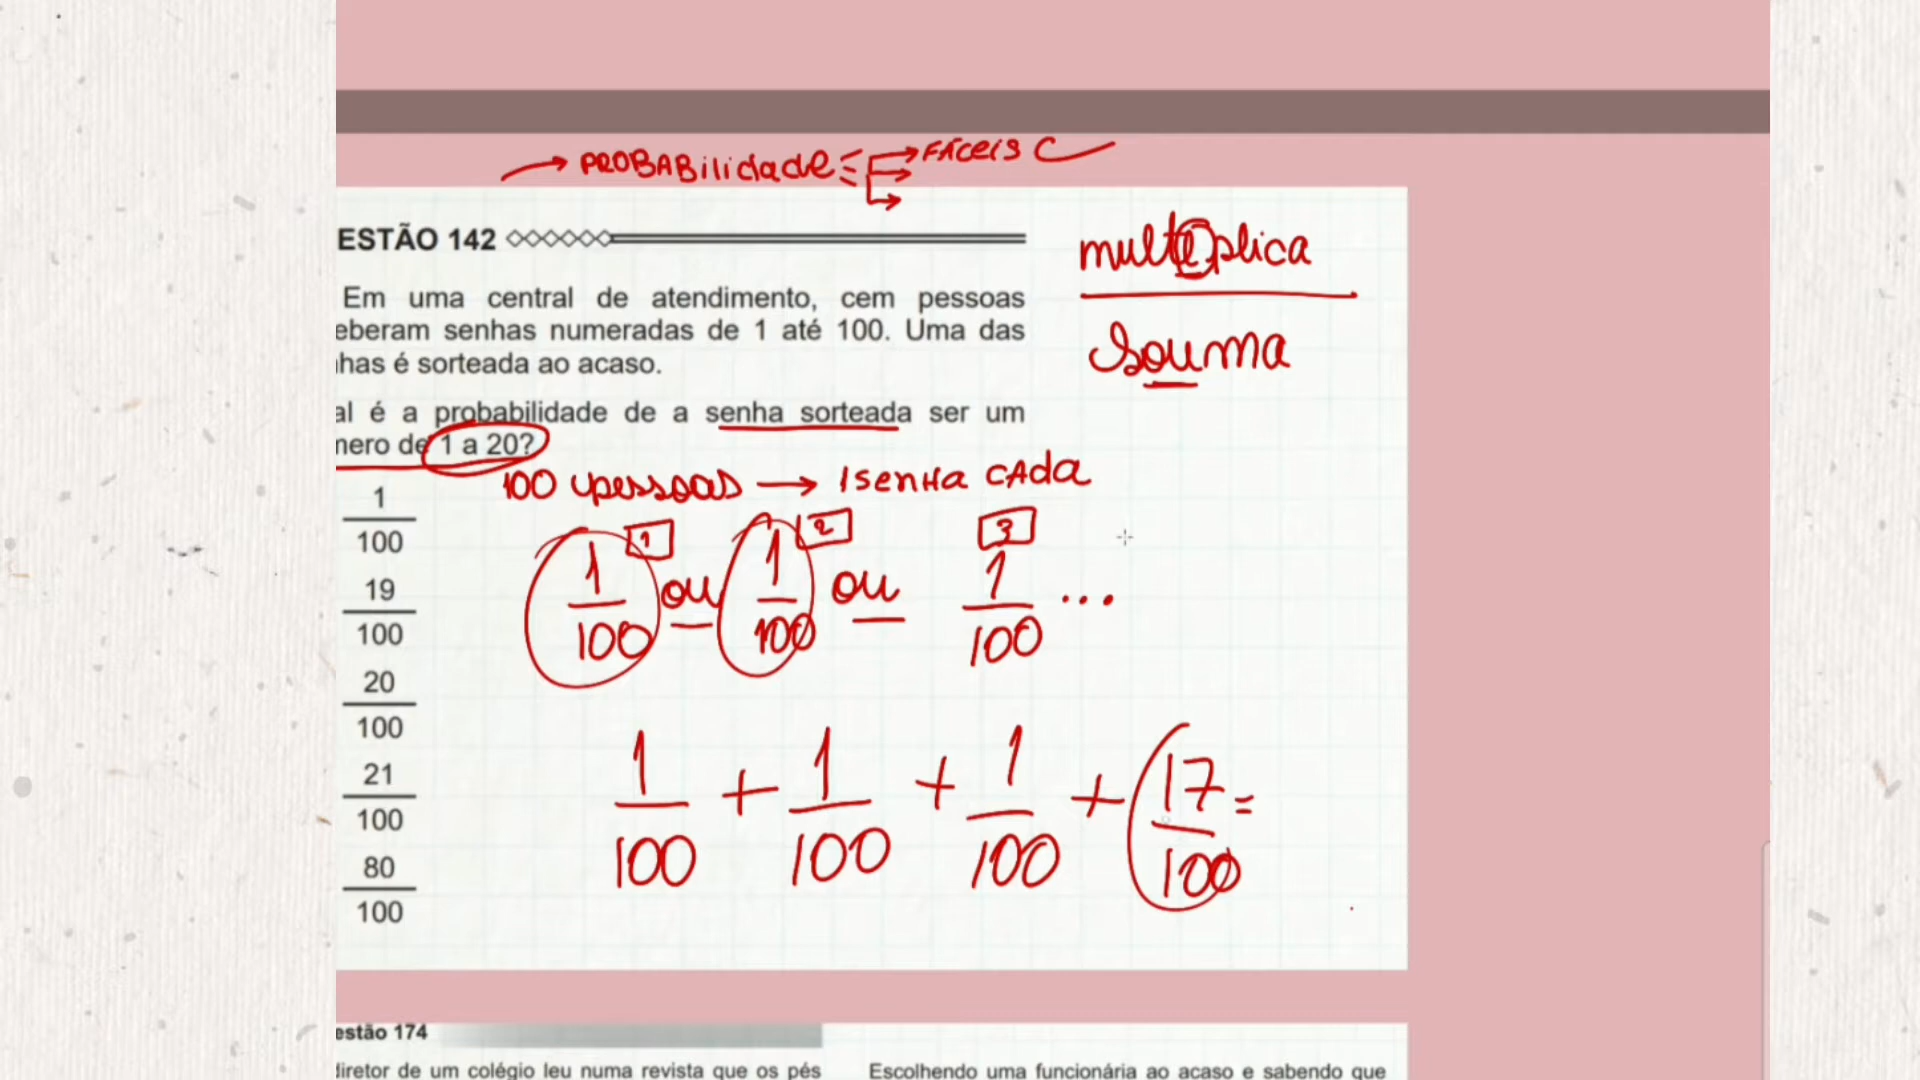 PROBABilidade FÁCEIS
ESTÃO 142
multiplica
Em uma central de atendimento, cem pessoas
eberam senhas numeradas de 1 até 100. Uma das
nhas é sorteada ao acaso.
souma
al é a probabilidade de a senha sorteada ser um
mero de 1 a 20?
100 pessoas → 1 senHa CAda
1
100
19
100
20
100
21
100
80
100
1 2 3
1/100 ou 1/100 ou 1/100 ...
1/100 + 1/100 + 1/100 + 17/100 =
estão 174
diretor de um colégio leu numa revista que os pés
Escolhendo uma funcionária ao acaso e sabendo que